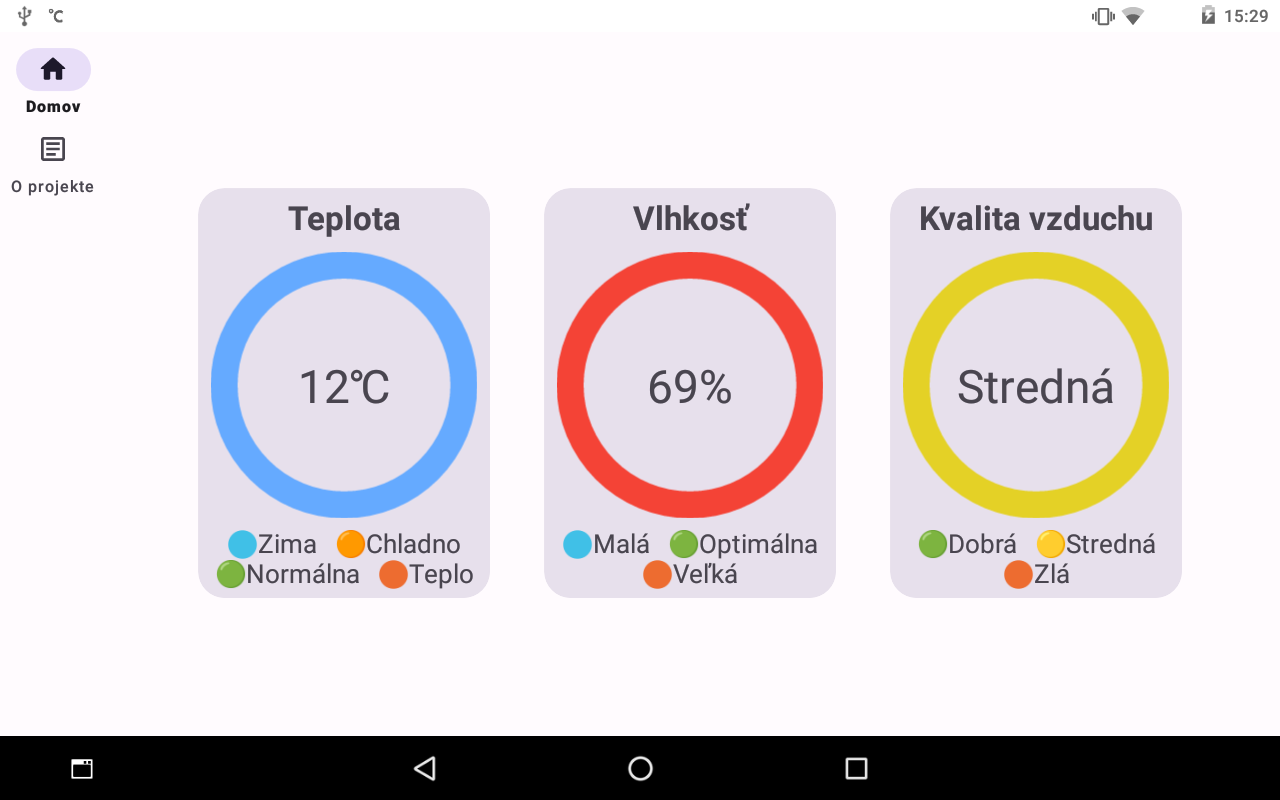 ℃ 15:29
Domov
O projekte
Teplota
12℃
Zima Chladno
Normálna Teplo
Vlhkosť
69%
Malá Optimálna
Veľká
Kvalita vzduchu
Stredná
Dobrá Stredná
Zlá